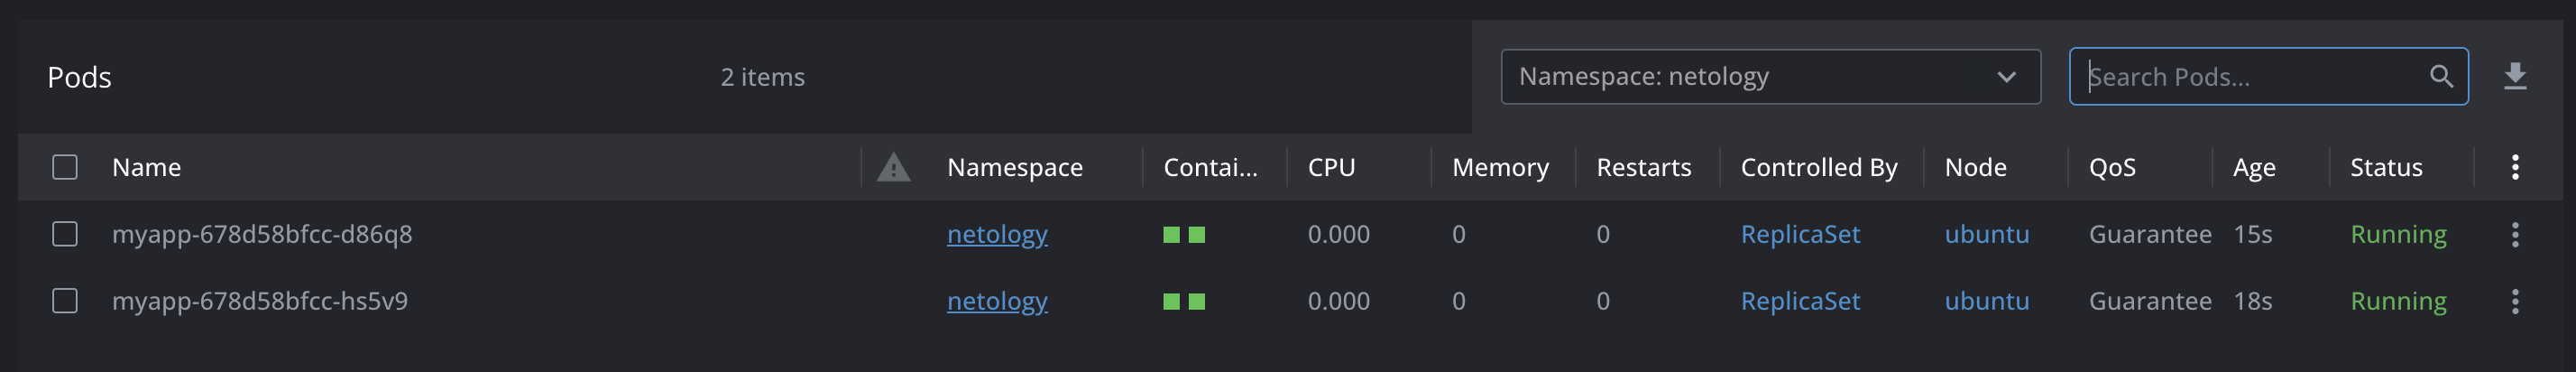 Pods 2 items Namespace: netology Search Pods...
Name Namespace Contai... CPU Memory Restarts Controlled By Node QoS Age Status
myapp-678d58bfcc-d86q8 netology 0.000 0 0 ReplicaSet ubuntu Guarantee 15s Running
myapp-678d58bfcc-hs5v9 netology 0.000 0 0 ReplicaSet ubuntu Guarantee 18s Running